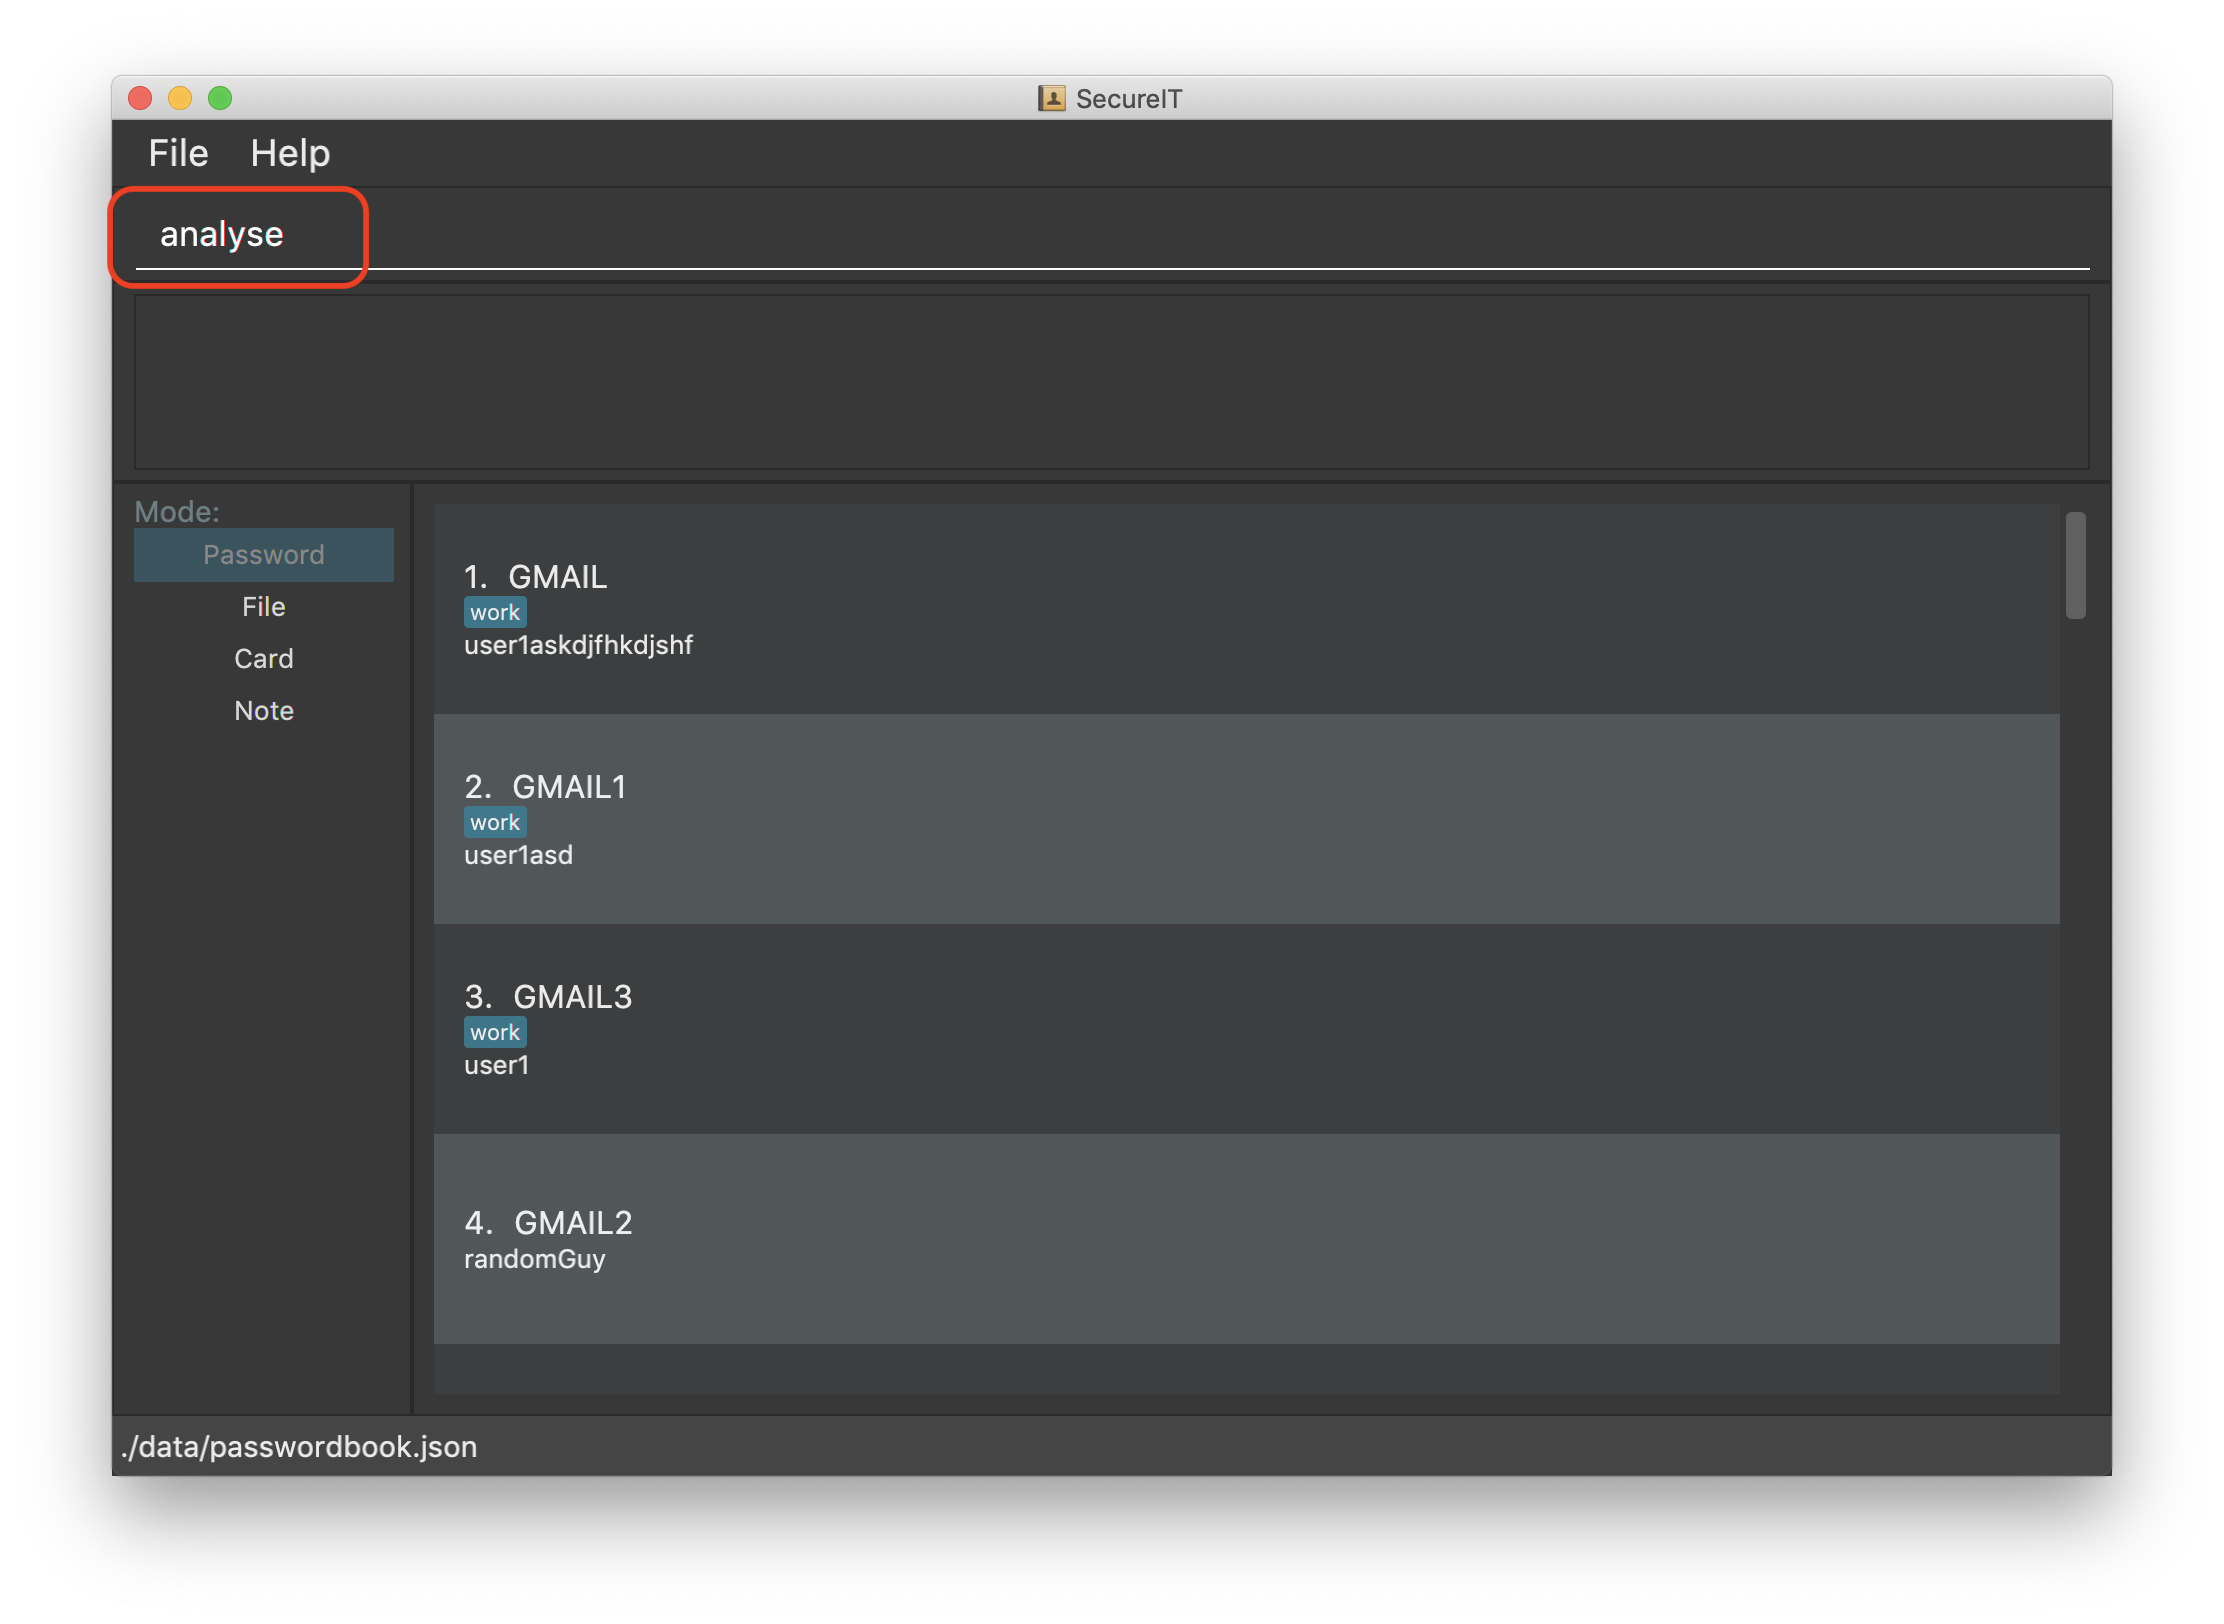 SecureIT
File Help
analyse
Mode:
Password
File
Card
Note
1. GMAIL
work
user1askdjfhkdjshf
2. GMAIL1
work
user1asd
3. GMAIL3
work
user1
4. GMAIL2
randomGuy
./data/passwordbook.json